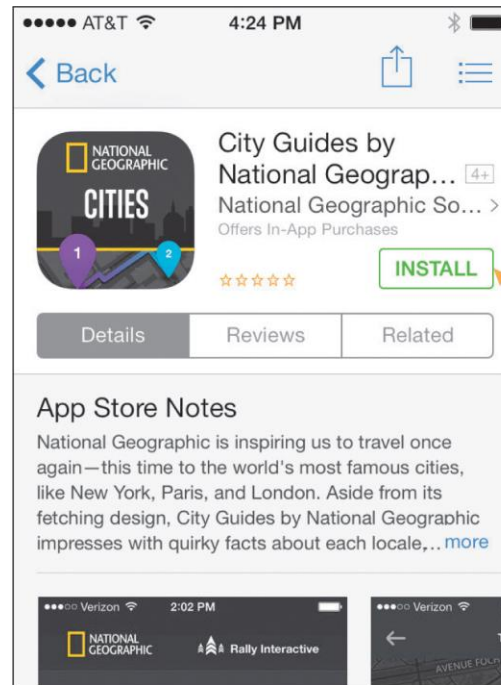 AT&T 4:24 PM
Back
NATIONAL
GEOGRAPHIC
CITIES
1
2
City Guides by
National Geograp... 4+
National Geographic So... >
Offers In-App Purchases
INSTALL
Details Reviews Related
App Store Notes
National Geographic is inspiring us to travel once
again—this time to the world's most famous cities,
like New York, Paris, and London. Aside from its
fetching design, City Guides by National Geographic
impresses with quirky facts about each locale,... more
Verizon 2:02 PM
NATIONAL
GEOGRAPHIC
Rally Interactive
Verizon
T
AVENUE FOCH